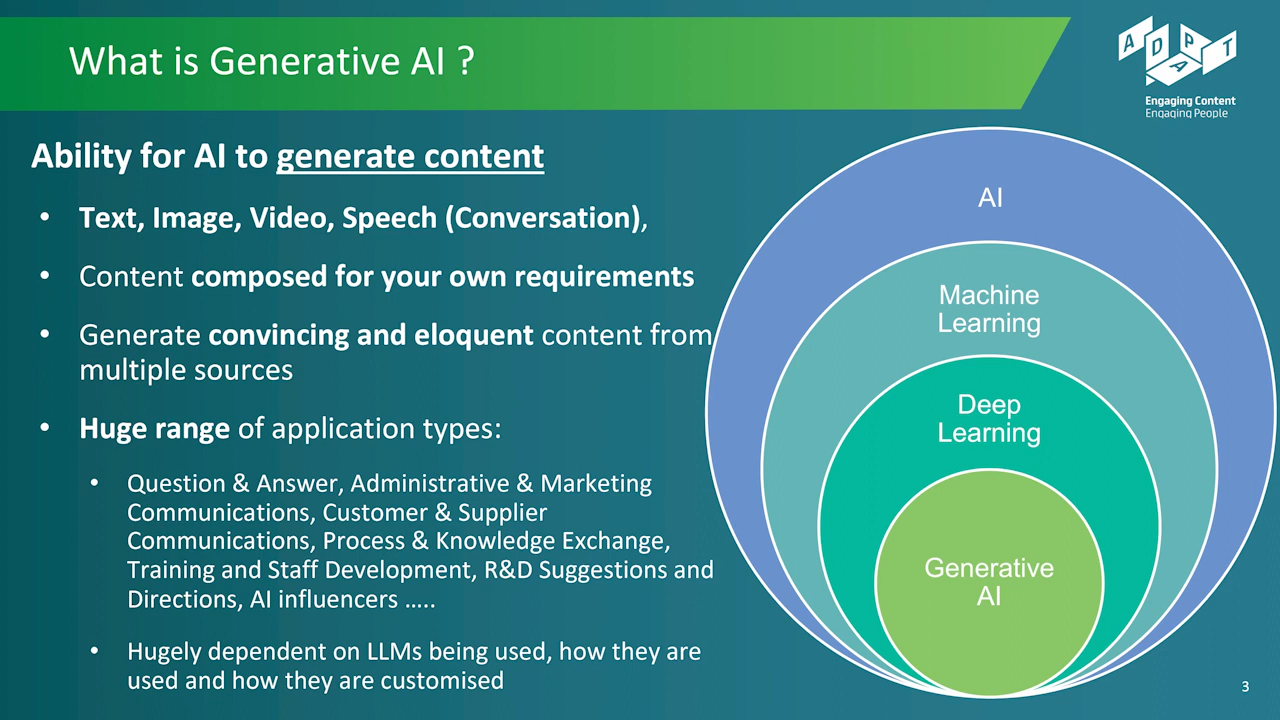 What is Generative AI ?
ADAPT
Engaging Content
Engaging People
Ability for AI to generate content
• Text, Image, Video, Speech (Conversation),
• Content composed for your own requirements
• Generate convincing and eloquent content from
multiple sources
• Huge range of application types:
• Question & Answer, Administrative & Marketing
Communications, Customer & Supplier
Communications, Process & Knowledge Exchange,
Training and Staff Development, R&D Suggestions and
Directions, AI influencers …..
• Hugely dependent on LLMs being used, how they are
used and how they are customised
AI
Machine
Learning
Deep
Learning
Generative
AI
3